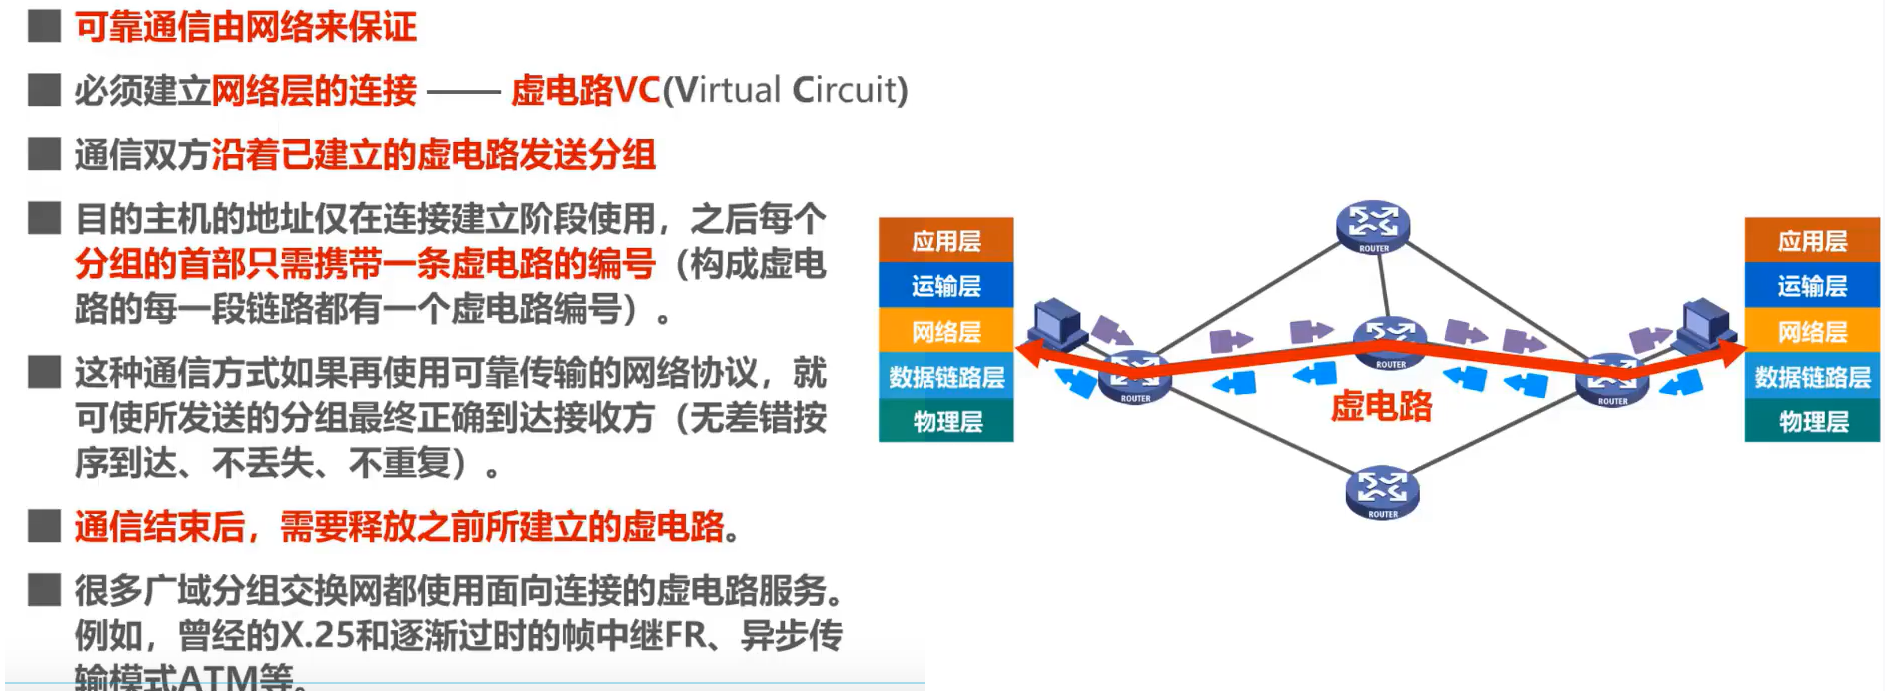 可靠通信由网络来保证
必须建立网络层的连接 —— 虚电路VC(Virtual Circuit)
通信双方沿着已建立的虚电路发送分组
目的主机的地址仅在连接建立阶段使用，之后每个
分组的首部只需携带一条虚电路的编号（构成虚电
路的每一段链路都有一个虚电路编号）。
这种通信方式如果再使用可靠传输的网络协议，就
可使所发送的分组最终正确到达接收方（无差错按
序到达、不丢失、不重复）。
通信结束后，需要释放之前所建立的虚电路。
很多广域分组交换网都使用面向连接的虚电路服务。
例如，曾经的X.25和逐渐过时的帧中继FR、异步传
输模式ATM等。
应用层
运输层
网络层
数据链路层
物理层
ROUTER
ROUTER
ROUTER
ROUTER
ROUTER
虚电路
应用层
运输层
网络层
数据链路层
物理层